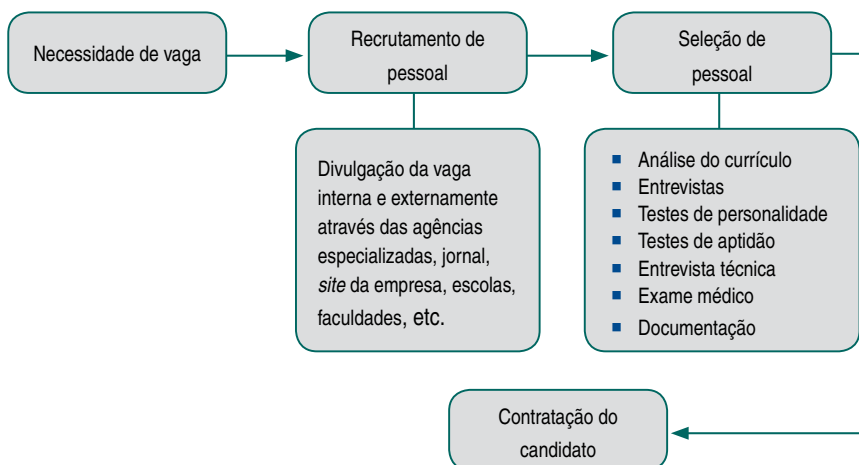 Necessidade de vaga
Recrutamento de
pessoal
Seleção de
pessoal
Divulgação da vaga
interna e externamente
através das agências
especializadas, jornal,
site da empresa, escolas,
faculdades, etc.
Análise do currículo
Entrevistas
Testes de personalidade
Testes de aptidão
Entrevista técnica
Exame médico
Documentação
Contratação do
candidato